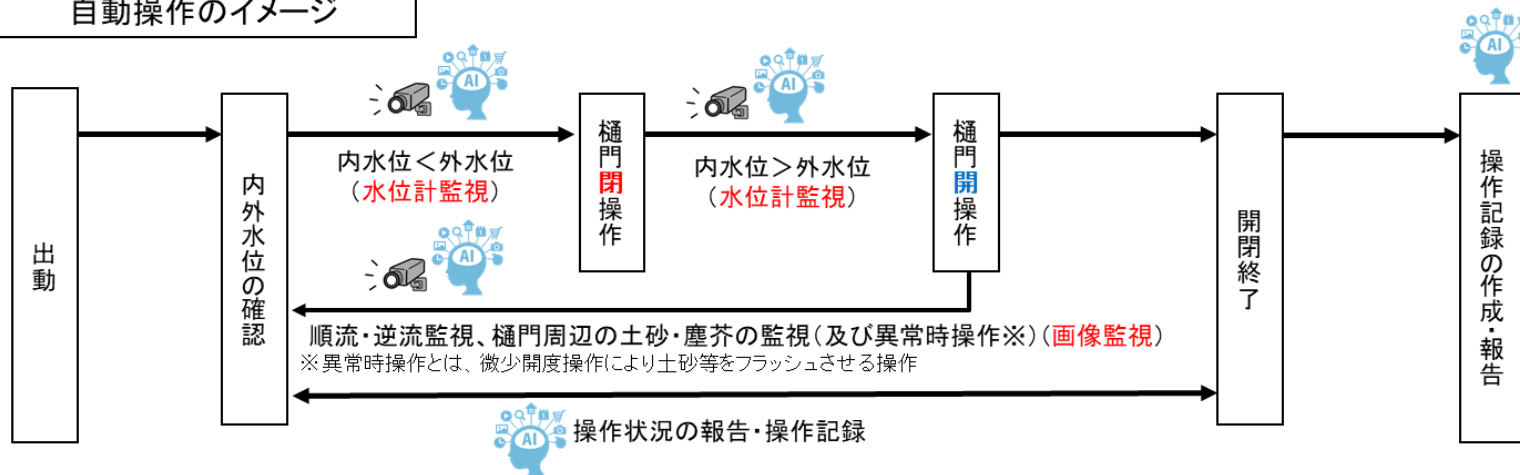 自動操作のイメージ
出動
内外水位の確認
AI
内水位＜外水位
（水位計監視）
樋門閉操作
AI
内水位＞外水位
（水位計監視）
樋門開操作
開閉終了
AI
操作記録の作成・報告
AI
順流・逆流監視、樋門周辺の土砂・塵芥の監視（及び異常時操作※）（画像監視）
※異常時操作とは、微少開度操作により土砂等をフラッシュさせる操作
AI
操作状況の報告・操作記録